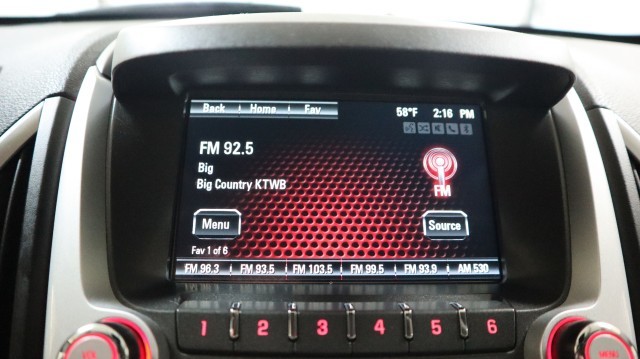 Back Home Fav 58°F 2:16 PM
FM 92.5
Big
Big Country KTWB
FM
Menu Source
Fav 1 of 6
FM 96.3 FM 93.5 FM 103.5 FM 99.5 FM 93.9 AM 530
1 2 3 4 5 6
MENU